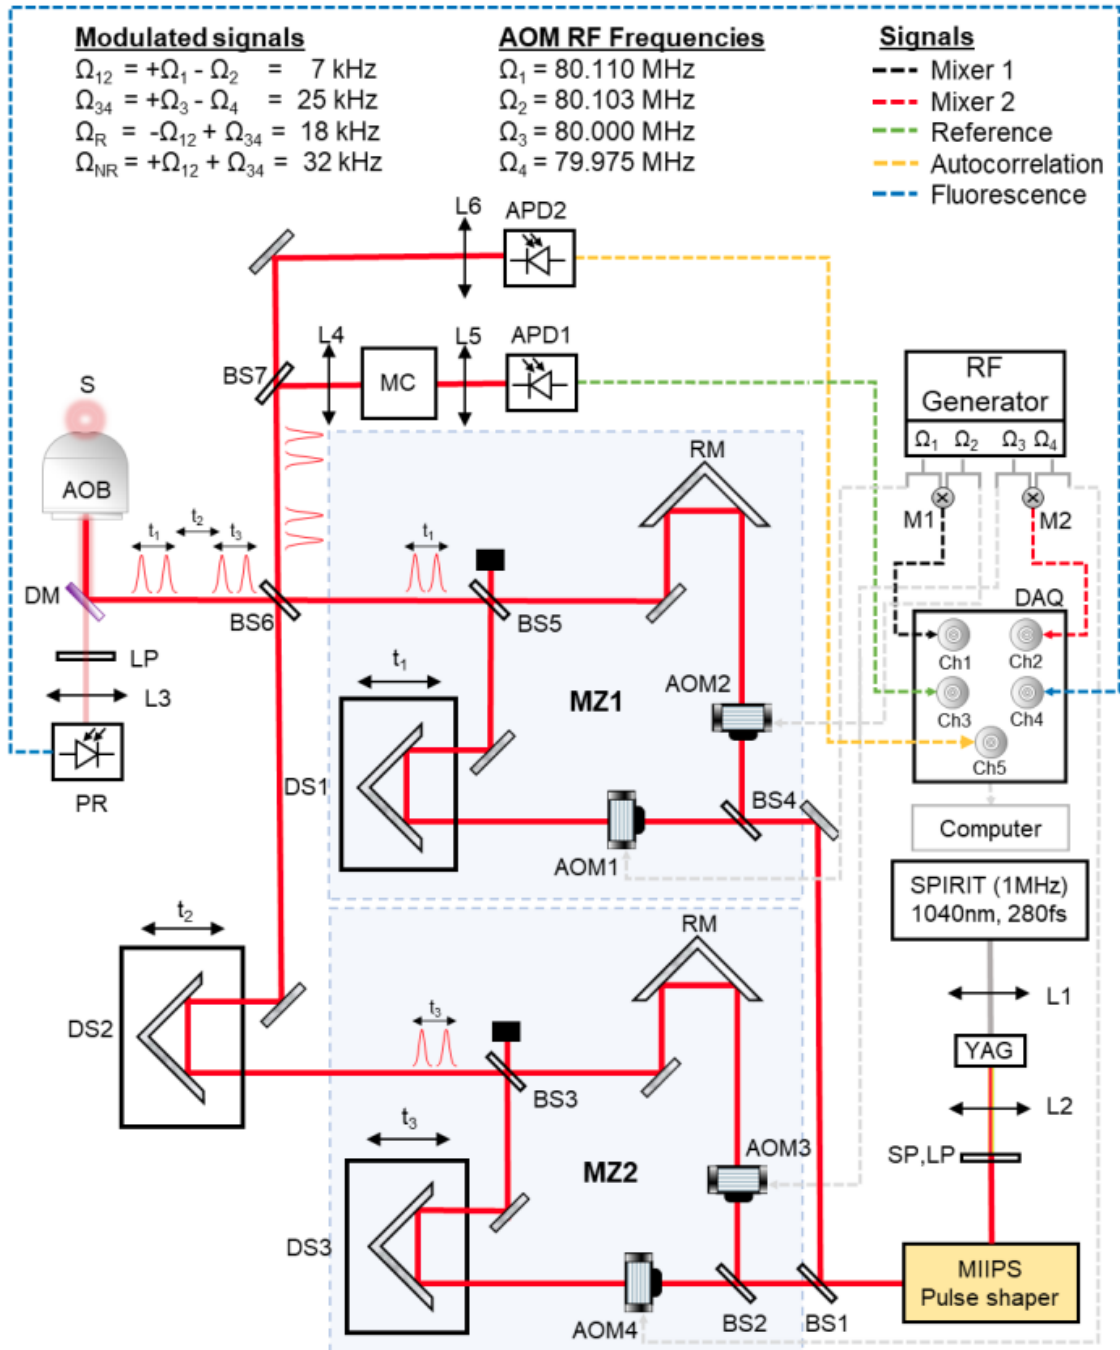 Modulated signals
Ω12 = +Ω1 - Ω2 = 7 kHz
Ω34 = +Ω3 - Ω4 = 25 kHz
ΩR = -Ω12 + Ω34 = 18 kHz
ΩNR = +Ω12 + Ω34 = 32 kHz
AOM RF Frequencies
Ω1 = 80.110 MHz
Ω2 = 80.103 MHz
Ω3 = 80.000 MHz
Ω4 = 79.975 MHz
Signals
Mixer 1
Mixer 2
Reference
Autocorrelation
Fluorescence
L6
APD2
L4
L5
APD1
BS7
MC
RF
Generator
Ω1 Ω2 Ω3 Ω4
S
AOB
RM
M1
M2
t1
t2
t3
t1
DM
BS6
BS5
DAQ
Ch1
Ch2
LP
t1
L3
MZ1
AOM2
Ch3
Ch4
PR
DS1
BS4
Ch5
AOM1
Computer
SPIRIT (1MHz)
1040nm, 280fs
t2
RM
L1
DS2
t3
BS3
YAG
L2
t3
AOM3
SP,LP
MZ2
DS3
MIIPS
Pulse shaper
AOM4
BS2
BS1